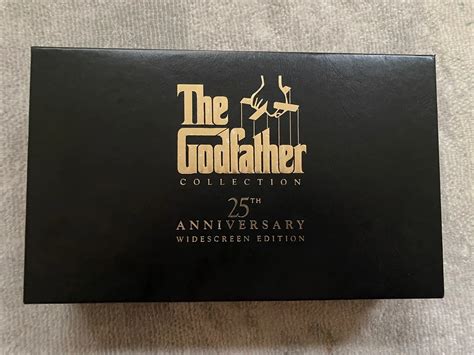 The
Godfather
COLLECTION
25TH
ANNIVERSARY
WIDESCREEN EDITION